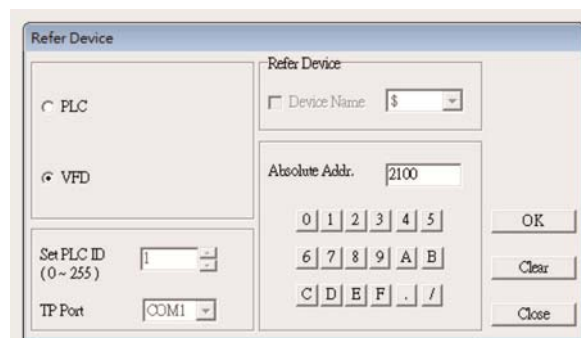 Refer Device
PLC
VFD
Set PLC ID
(0~255)
1
TP Port
COM1
Refer Device
Device Name
$
Absolute Addr.
2100
0 1 2 3 4 5
6 7 8 9 A B
C D E F . /
OK
Clear
Close